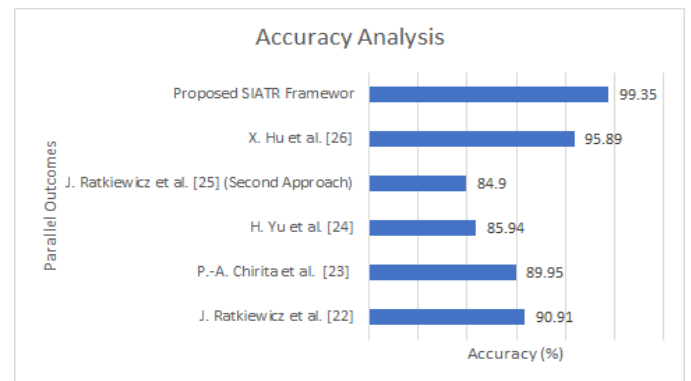 Accuracy Analysis
Parallel Outcomes
Proposed SIATR Framewor 99.35
X. Hu et al. [26] 95.89
J. Ratkiewicz et al. [25] (Second Approach) 84.9
H. Yu et al. [24] 85.94
P.-A. Chirita et al. [23] 89.95
J. Ratkiewicz et al. [22] 90.91
Accuracy (%)